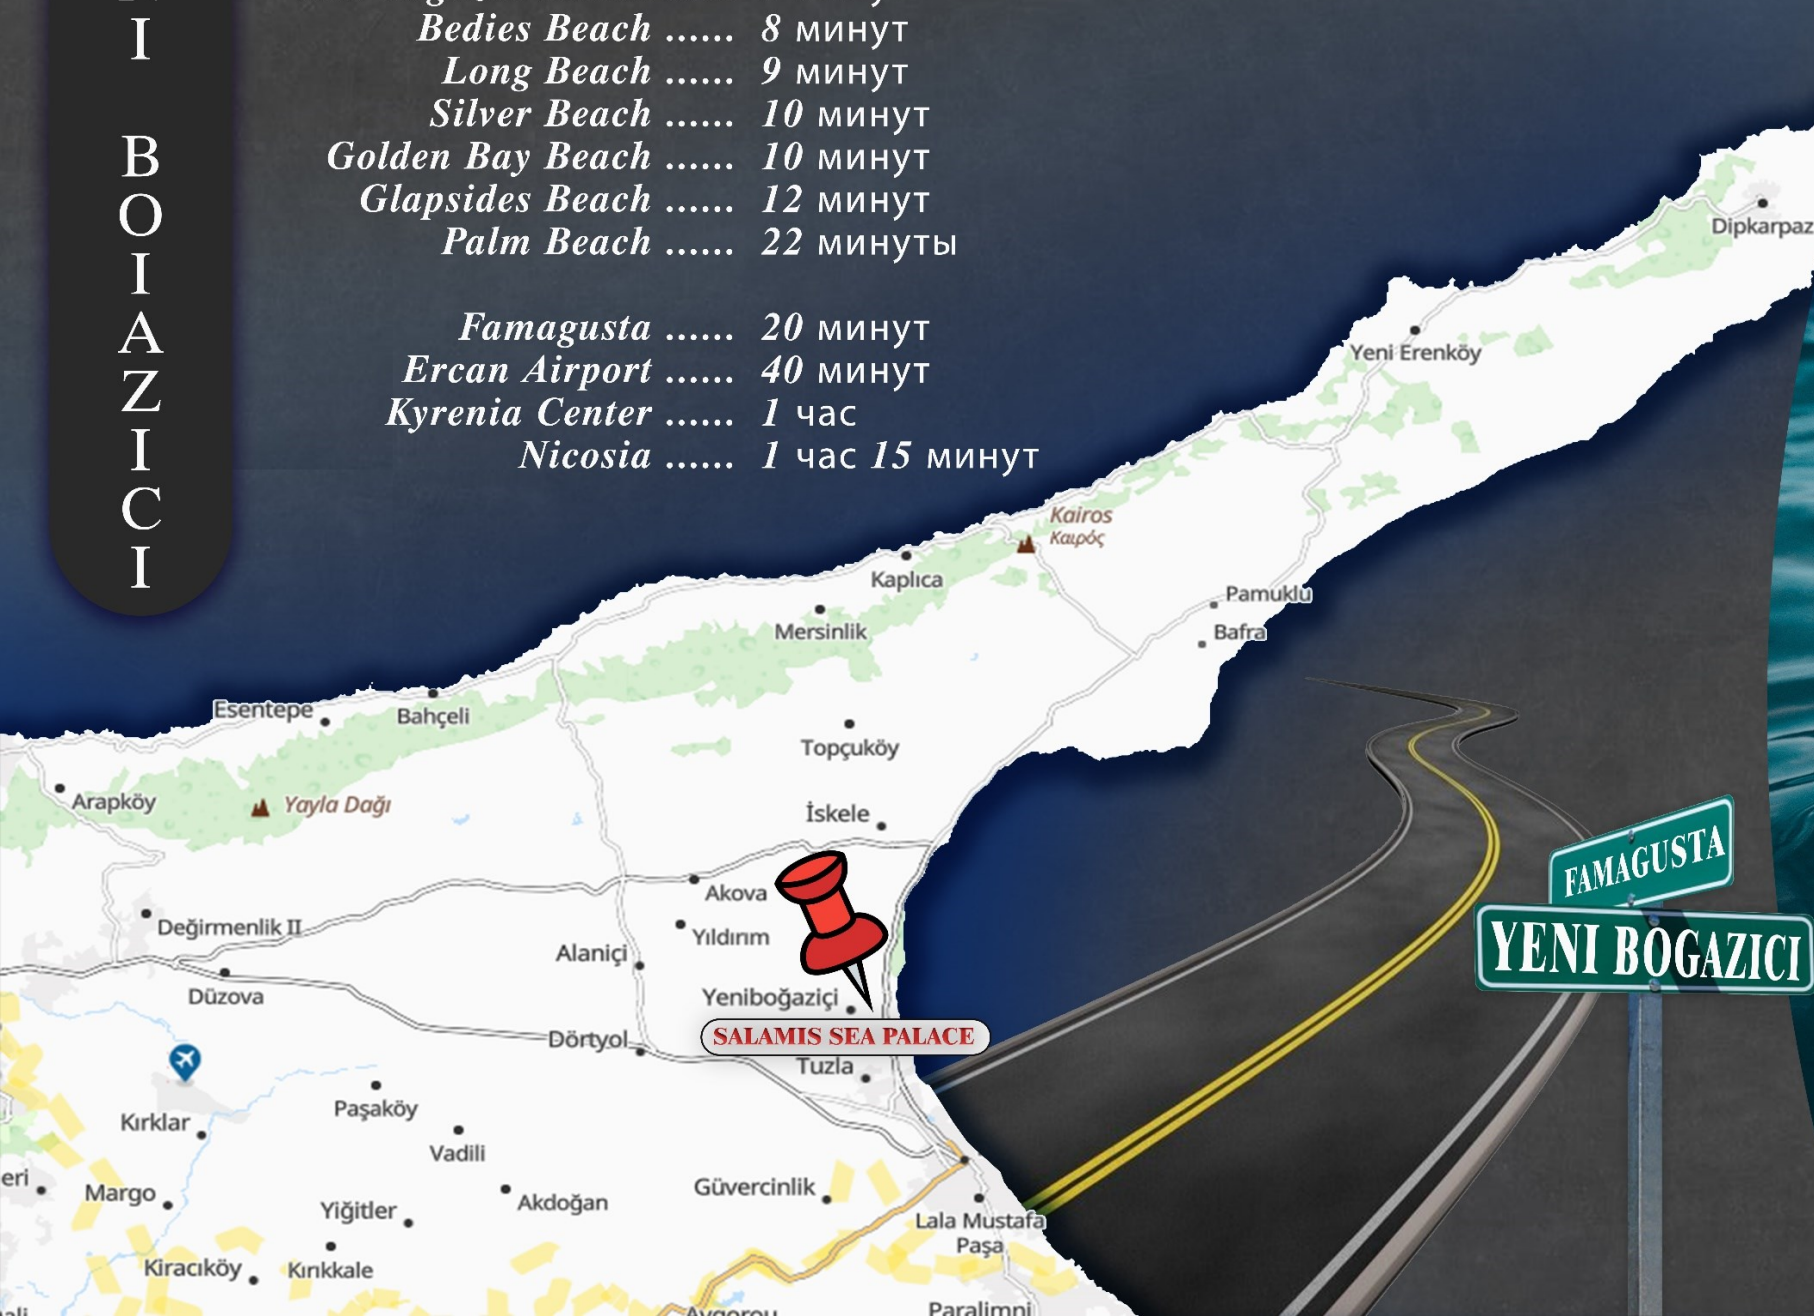 I
BOIAZICI
Bedies Beach ...... 8 минут
Long Beach ...... 9 минут
Silver Beach ...... 10 минут
Golden Bay Beach ...... 10 минут
Glapsides Beach ...... 12 минут
Palm Beach ...... 22 минуты
Famagusta ...... 20 минут
Ercan Airport ...... 40 минут
Kyrenia Center ...... 1 час
Nicosia ...... 1 час 15 минут
Dipkarpaz
Yeni Erenköy
Kairos
Καιρός
Kaplıca
Pamuklu
Mersinlik
Bafra
Esentepe
Bahçeli
Topçuköy
Arapköy
Yayla Dağı
İskele
FAMAGUSTA
YENI BOGAZICI
Akova
Değirmenlik II
Yıldırım
Alaniçi
Düzova
Yeniboğaziçi
SALAMIS SEA PALACE
Dörtyol
Tuzla
Kırklar
Paşaköy
Vadili
eri
Margo
Yiğitler
Akdoğan
Güvercinlik
Lala Mustafa
Paşa
Kiracıköy
Kırıkkale
Paralimni